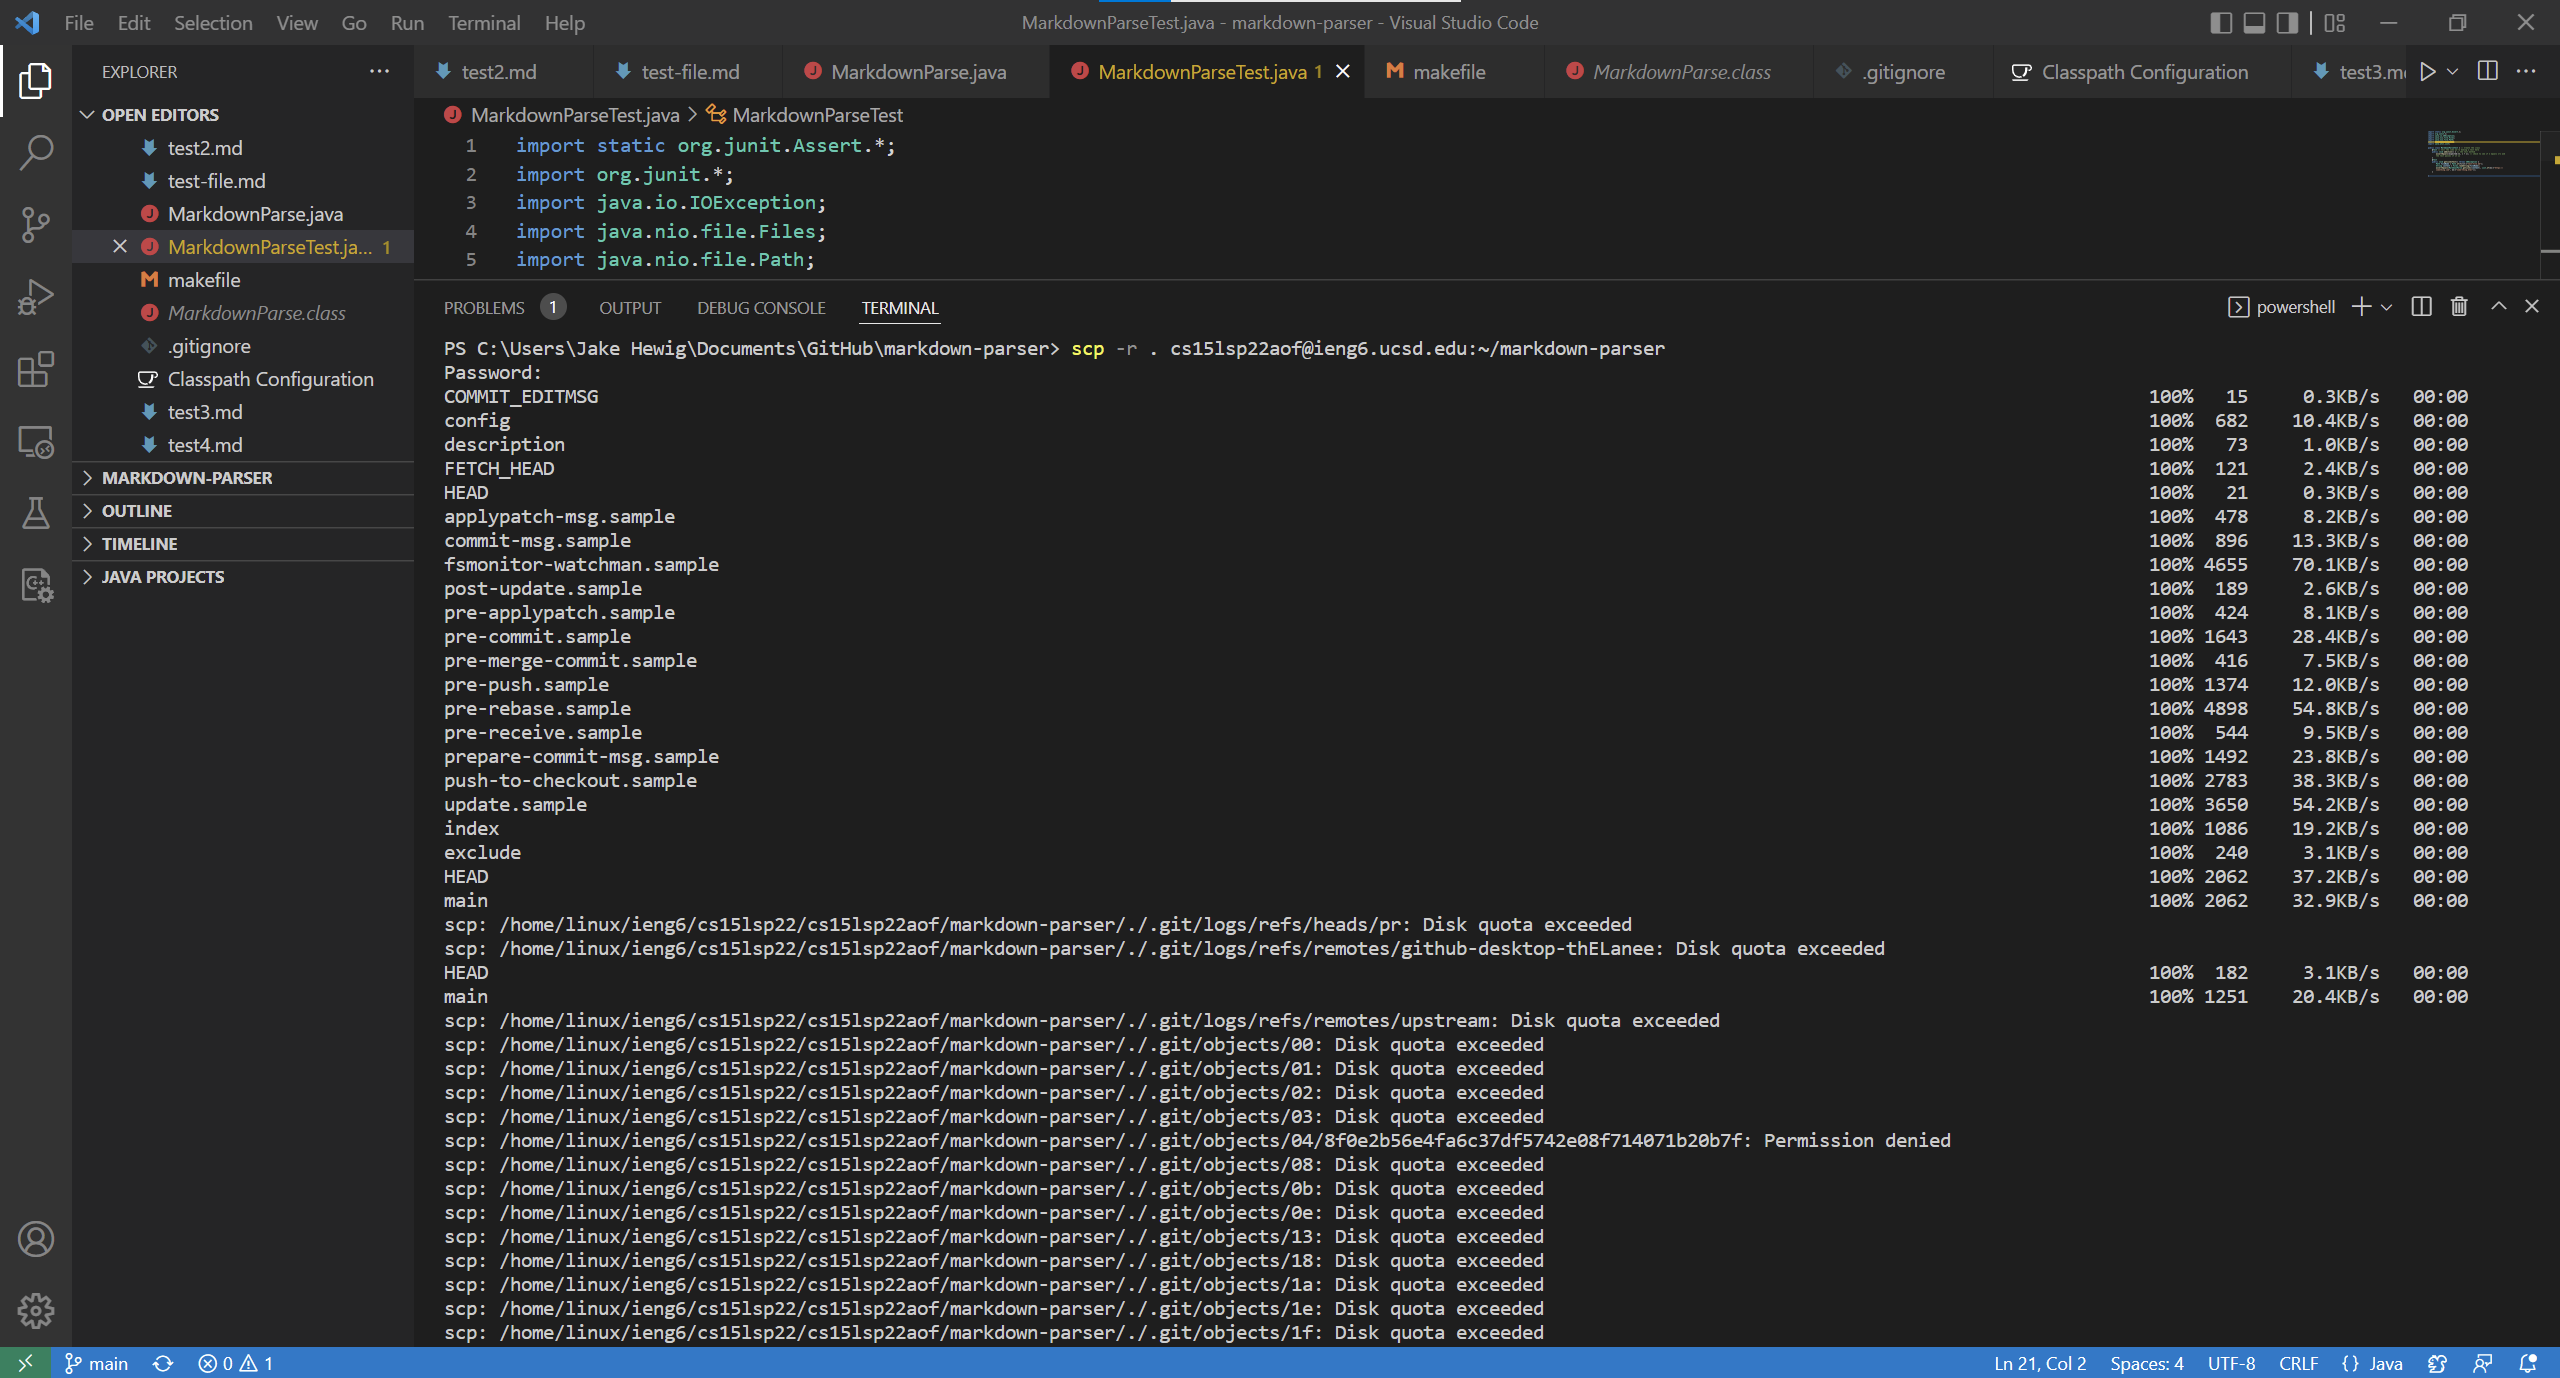 File Edit Selection View Go Run Terminal Help
MarkdownParseTest.java - markdown-parser - Visual Studio Code
EXPLORER
OPEN EDITORS
test2.md
test-file.md
MarkdownParse.java
MarkdownParseTest.ja... 1
makefile
MarkdownParse.class
.gitignore
Classpath Configuration
test3.md
test4.md
MARKDOWN-PARSER
OUTLINE
TIMELINE
JAVA PROJECTS
test2.md test-file.md MarkdownParse.java MarkdownParseTest.java 1 makefile MarkdownParse.class .gitignore Classpath Configuration test3.m
MarkdownParseTest.java > MarkdownParseTest
1 import static org.junit.Assert.*;
2 import org.junit.*;
3 import java.io.IOException;
4 import java.nio.file.Files;
5 import java.nio.file.Path;
PROBLEMS 1 OUTPUT DEBUG CONSOLE TERMINAL
powershell
PS C:\Users\Jake Hewig\Documents\GitHub\markdown-parser> scp -r . cs15lsp22aof@ieng6.ucsd.edu:~/markdown-parser
Password:
COMMIT_EDITMSG 100% 15 0.3KB/s 00:00
config 100% 682 10.4KB/s 00:00
description 100% 73 1.0KB/s 00:00
FETCH_HEAD 100% 121 2.4KB/s 00:00
HEAD 100% 21 0.3KB/s 00:00
applypatch-msg.sample 100% 478 8.2KB/s 00:00
commit-msg.sample 100% 896 13.3KB/s 00:00
fsmonitor-watchman.sample 100% 4655 70.1KB/s 00:00
post-update.sample 100% 189 2.6KB/s 00:00
pre-applypatch.sample 100% 424 8.1KB/s 00:00
pre-commit.sample 100% 1643 28.4KB/s 00:00
pre-merge-commit.sample 100% 416 7.5KB/s 00:00
pre-push.sample 100% 1374 12.0KB/s 00:00
pre-rebase.sample 100% 4898 54.8KB/s 00:00
pre-receive.sample 100% 544 9.5KB/s 00:00
prepare-commit-msg.sample 100% 1492 23.8KB/s 00:00
push-to-checkout.sample 100% 2783 38.3KB/s 00:00
update.sample 100% 3650 54.2KB/s 00:00
index 100% 1086 19.2KB/s 00:00
exclude 100% 240 3.1KB/s 00:00
HEAD 100% 2062 37.2KB/s 00:00
main 100% 2062 32.9KB/s 00:00
scp: /home/linux/ieng6/cs15lsp22/cs15lsp22aof/markdown-parser/./.git/logs/refs/heads/pr: Disk quota exceeded
scp: /home/linux/ieng6/cs15lsp22/cs15lsp22aof/markdown-parser/./.git/logs/refs/remotes/github-desktop-thELanee: Disk quota exceeded
HEAD 100% 182 3.1KB/s 00:00
main 100% 1251 20.4KB/s 00:00
scp: /home/linux/ieng6/cs15lsp22/cs15lsp22aof/markdown-parser/./.git/logs/refs/remotes/upstream: Disk quota exceeded
scp: /home/linux/ieng6/cs15lsp22/cs15lsp22aof/markdown-parser/./.git/objects/00: Disk quota exceeded
scp: /home/linux/ieng6/cs15lsp22/cs15lsp22aof/markdown-parser/./.git/objects/01: Disk quota exceeded
scp: /home/linux/ieng6/cs15lsp22/cs15lsp22aof/markdown-parser/./.git/objects/02: Disk quota exceeded
scp: /home/linux/ieng6/cs15lsp22/cs15lsp22aof/markdown-parser/./.git/objects/03: Disk quota exceeded
scp: /home/linux/ieng6/cs15lsp22/cs15lsp22aof/markdown-parser/./.git/objects/04/8f0e2b56e4fa6c37df5742e08f714071b20b7f: Permission denied
scp: /home/linux/ieng6/cs15lsp22/cs15lsp22aof/markdown-parser/./.git/objects/08: Disk quota exceeded
scp: /home/linux/ieng6/cs15lsp22/cs15lsp22aof/markdown-parser/./.git/objects/0b: Disk quota exceeded
scp: /home/linux/ieng6/cs15lsp22/cs15lsp22aof/markdown-parser/./.git/objects/0e: Disk quota exceeded
scp: /home/linux/ieng6/cs15lsp22/cs15lsp22aof/markdown-parser/./.git/objects/13: Disk quota exceeded
scp: /home/linux/ieng6/cs15lsp22/cs15lsp22aof/markdown-parser/./.git/objects/18: Disk quota exceeded
scp: /home/linux/ieng6/cs15lsp22/cs15lsp22aof/markdown-parser/./.git/objects/1a: Disk quota exceeded
scp: /home/linux/ieng6/cs15lsp22/cs15lsp22aof/markdown-parser/./.git/objects/1e: Disk quota exceeded
scp: /home/linux/ieng6/cs15lsp22/cs15lsp22aof/markdown-parser/./.git/objects/1f: Disk quota exceeded
main 0 1 Ln 21, Col 2 Spaces: 4 UTF-8 CRLF {} Java